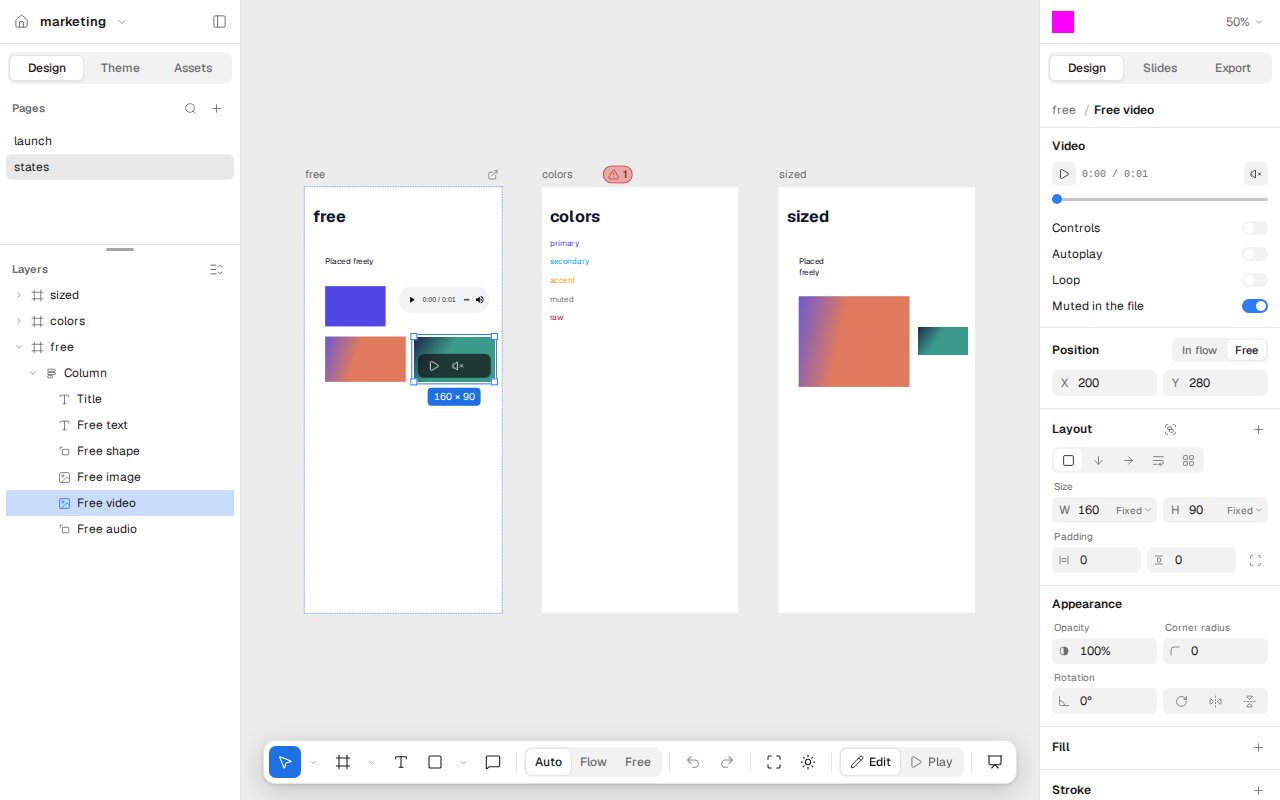 marketing
50%
Design
Theme
Assets
Design
Slides
Export
Pages
launch
states
free / Free video
Video
0:00 / 0:01
Controls
Autoplay
Loop
Muted in the file
Layers
sized
colors
free
Column
Title
Free text
Free shape
Free image
Free video
Free audio
free
free
Placed freely
0:00 / 0:01
160 × 90
colors
1
colors
primary
secondary
accent
muted
raw
sized
sized
Placed
freely
Position
In flow
Free
X 200
Y 280
Layout
Size
W 160 Fixed
H 90 Fixed
Padding
0
0
Appearance
Opacity
Corner radius
100%
0
Rotation
0°
Fill
Stroke
Auto
Flow
Free
Edit
Play